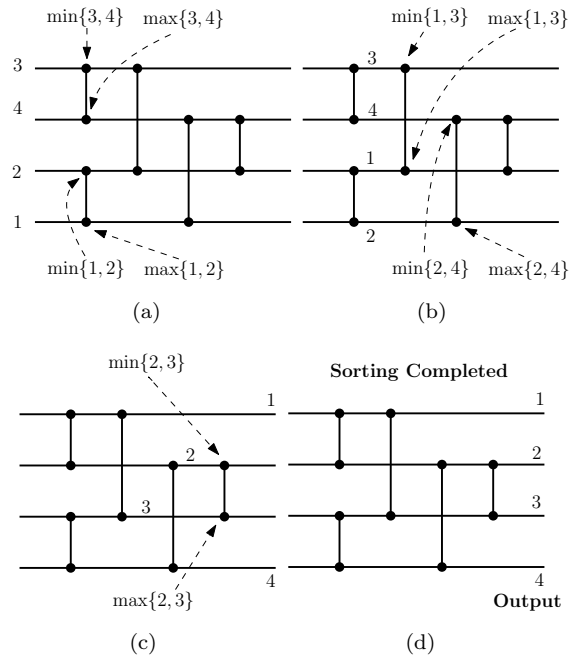 min{3, 4}
max{3, 4}
3
4
2
1
min{1, 2}
max{1, 2}
(a)
min{1, 3}
max{1, 3}
3
4
1
2
min{2, 4}
max{2, 4}
(b)
min{2, 3}
1
2
3
4
max{2, 3}
(c)
Sorting Completed
1
2
3
4
Output
(d)